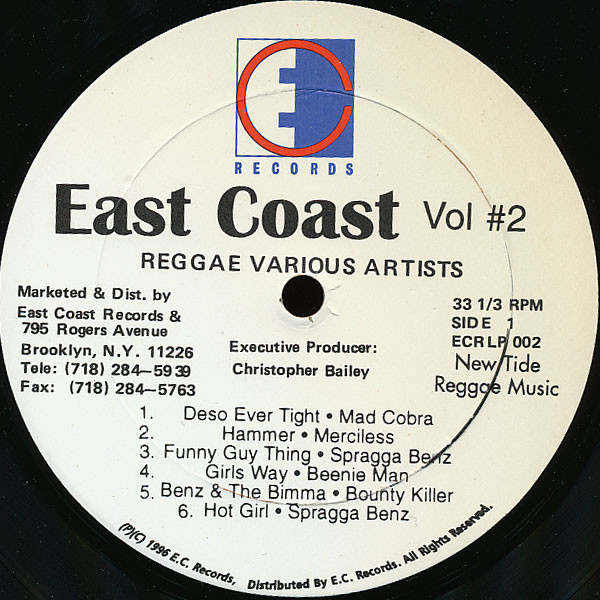 RECORDS
East Coast Vol #2
REGGAE VARIOUS ARTISTS
Marketed & Dist. by
East Coast Records &
795 Rogers Avenue
Brooklyn, N.Y. 11226
Tele: (718) 284-5939
Fax: (718) 284-5763
Executive Producer:
Christopher Bailey
33 1/3 RPM
SIDE 1
ECRLP 002
New Tide
Reggae Music
1. Deso Ever Tight • Mad Cobra
2. Hammer • Merciless
3. Funny Guy Thing • Spragga Benz
4. Girls Way • Beenie Man
5. Benz & The Bimma • Bounty Killer
6. Hot Girl • Spragga Benz
(P)(C) 1996 E.C. Records, Distributed By E.C. Records. All Rights Reserved.